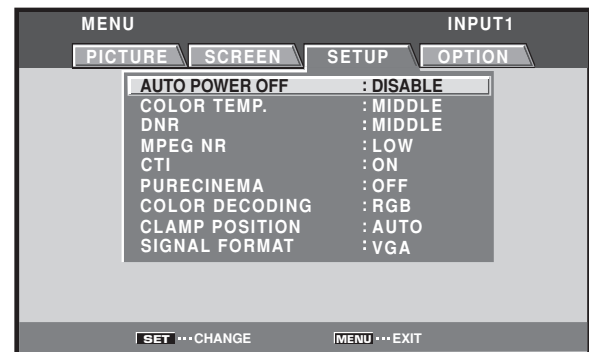 MENU INPUT1
PICTURE SCREEN SETUP OPTION
AUTO POWER OFF : DISABLE
COLOR TEMP. : MIDDLE
DNR : MIDDLE
MPEG NR : LOW
CTI : ON
PURECINEMA : OFF
COLOR DECODING : RGB
CLAMP POSITION : AUTO
SIGNAL FORMAT : VGA
SET ··· CHANGE MENU ··· EXIT